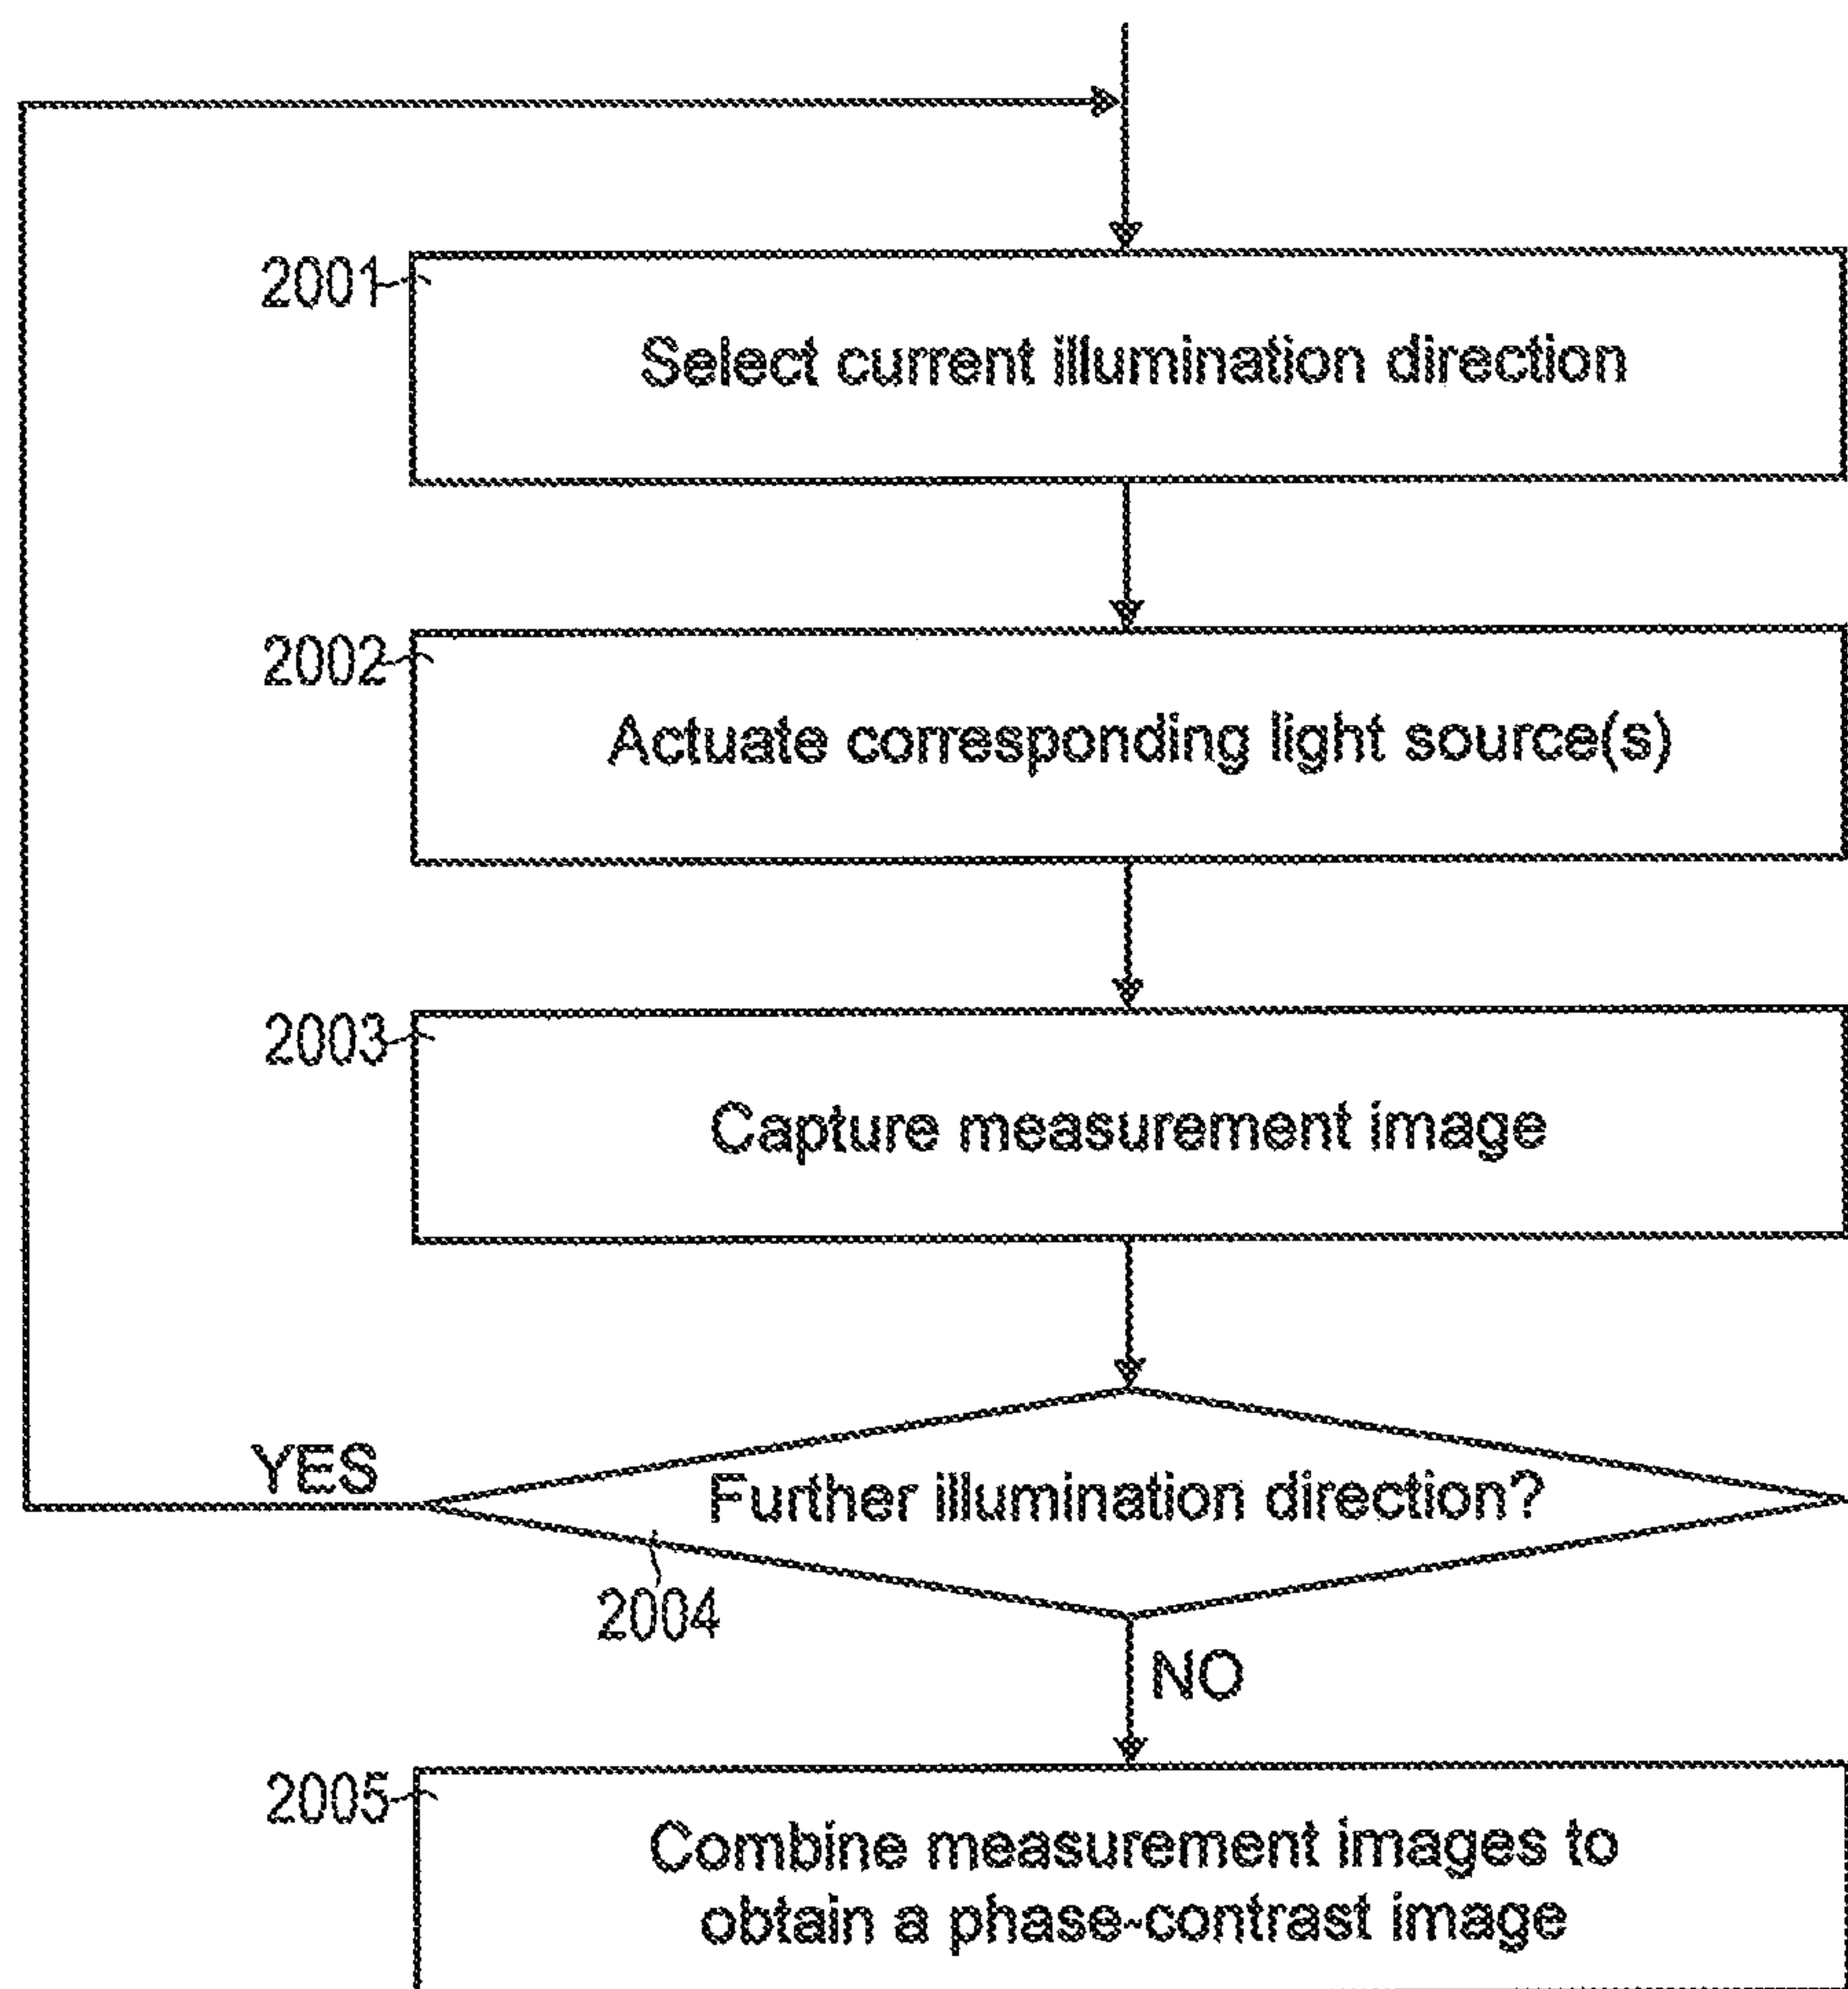 2001
Select current illumination direction
2002
Actuate corresponding light source(s)
2003
Capture measurement image
YES
Further illumination direction?
2004
NO
2005
Combine measurement images to
obtain a phase-contrast image